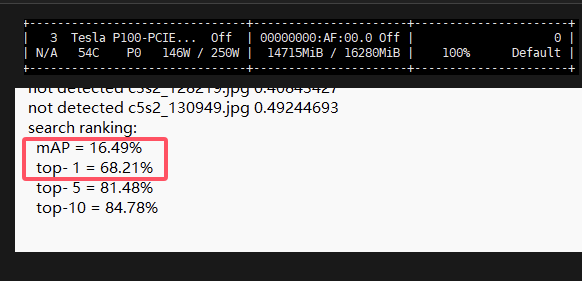 | 3 Tesla P100-PCIE... Off | 00000000:AF:00.0 Off | 0 |
| N/A 54C P0 146W / 250W | 14715MiB / 16280MiB | 100% Default |
not detected c5s2_130949.jpg 0.49244693
search ranking:
mAP = 16.49%
top- 1 = 68.21%
top- 5 = 81.48%
top-10 = 84.78%